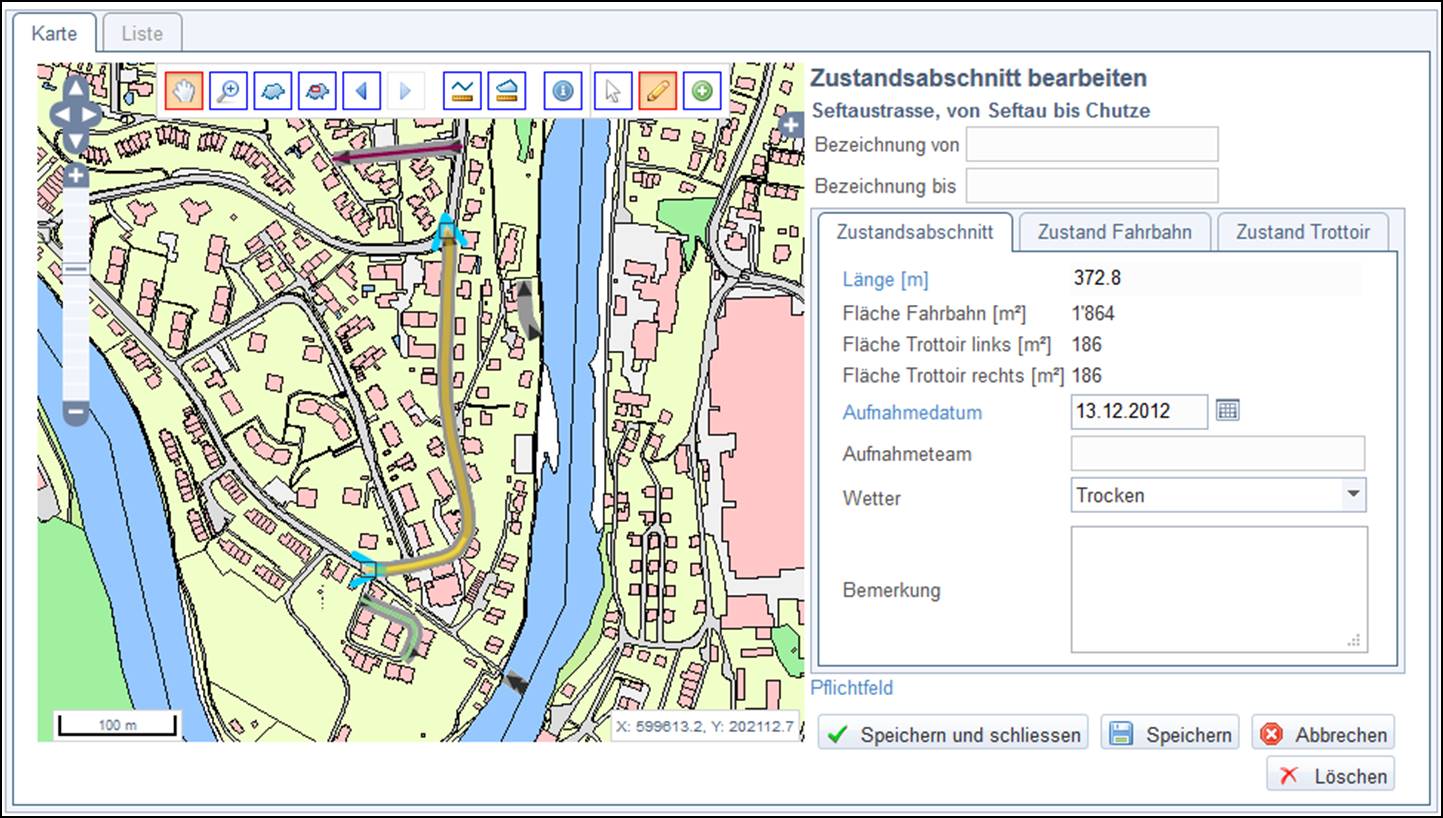 Karte
Liste
Zustandsabschnitt bearbeiten
Seftaustrasse, von Seftau bis Chutze
Bezeichnung von
Bezeichnung bis
Zustandsabschnitt
Zustand Fahrbahn
Zustand Trottoir
Länge [m] 372.8
Fläche Fahrbahn [m²] 1'864
Fläche Trottoir links [m²] 186
Fläche Trottoir rechts [m²] 186
Aufnahmedatum 13.12.2012
Aufnahmeteam
Wetter Trocken
Bemerkung
Pflichtfeld
100 m
X: 599613.2, Y: 202112.7
Speichern und schliessen
Speichern
Abbrechen
Löschen